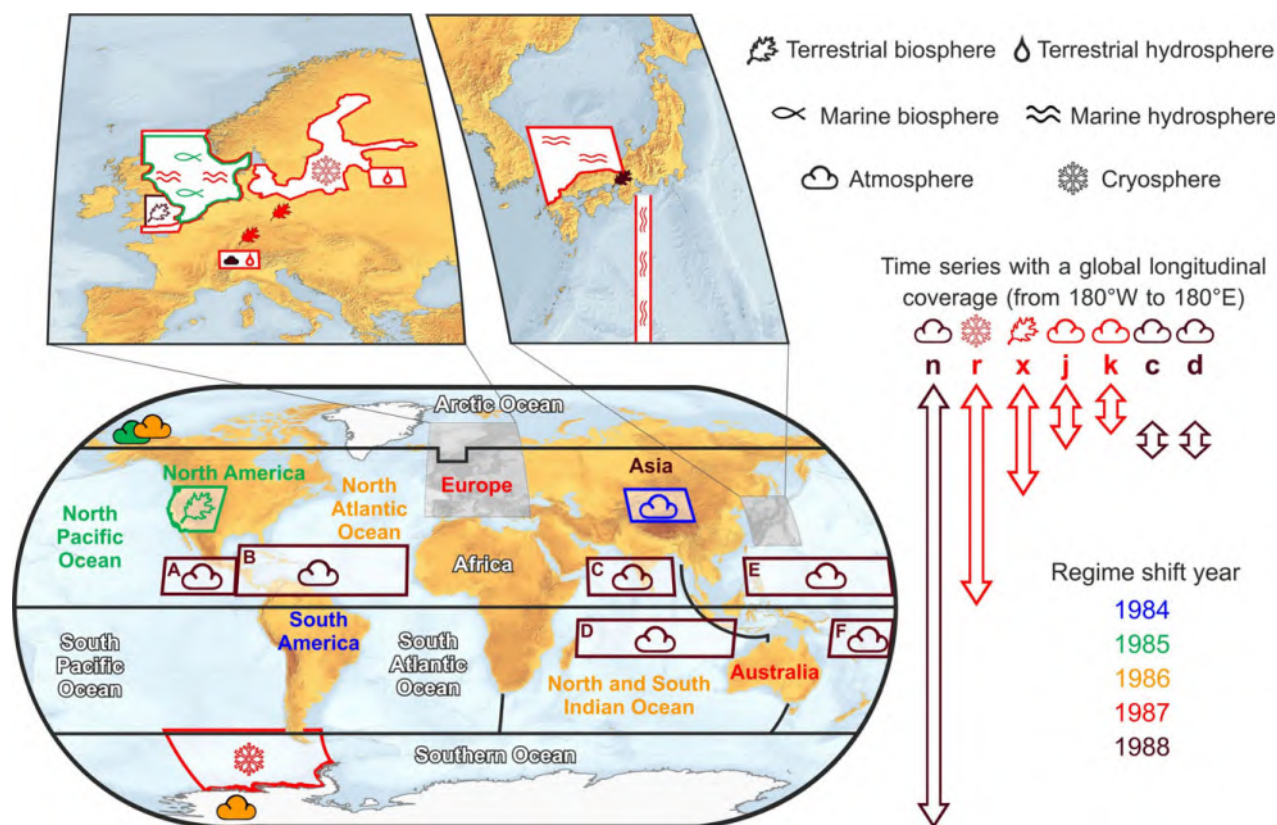 Terrestrial biosphere
Terrestrial hydrosphere
Marine biosphere
Marine hydrosphere
Atmosphere
Cryosphere
Time series with a global longitudinal
coverage (from 180°W to 180°E)
n r x j k c d
Arctic Ocean
North America
North
Pacific
Ocean
North
Atlantic
Ocean
Europe
Asia
Africa
A
B
C
E
South
Pacific
Ocean
South
America
South
Atlantic
Ocean
D
F
North and South
Indian Ocean
Australia
Southern Ocean
Regime shift year
1984
1985
1986
1987
1988